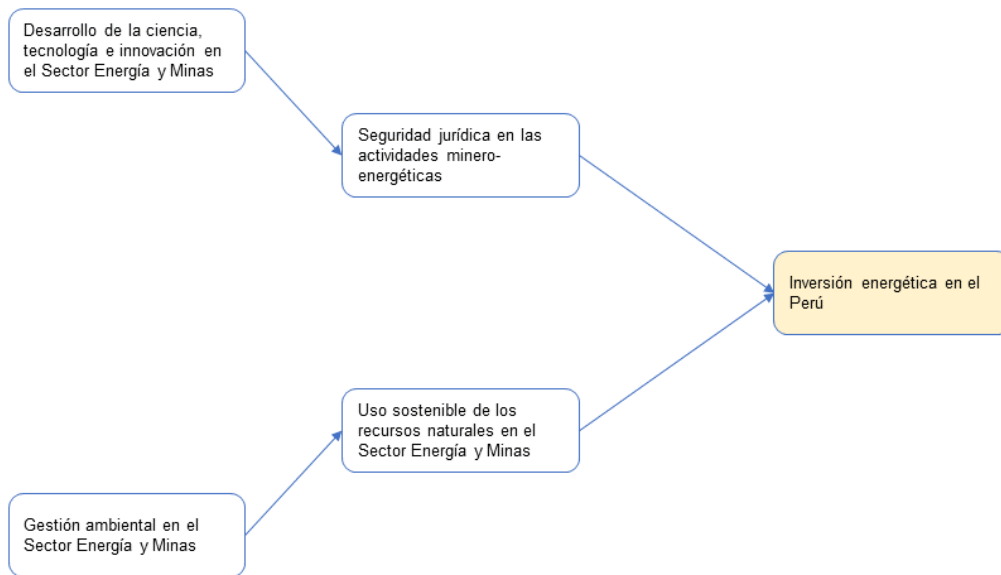 Desarrollo de la ciencia,
tecnología e innovación en
el Sector Energía y Minas
Seguridad jurídica en las
actividades minero-
energéticas
Inversión energética en el
Perú
Uso sostenible de los
recursos naturales en el
Sector Energía y Minas
Gestión ambiental en el
Sector Energía y Minas